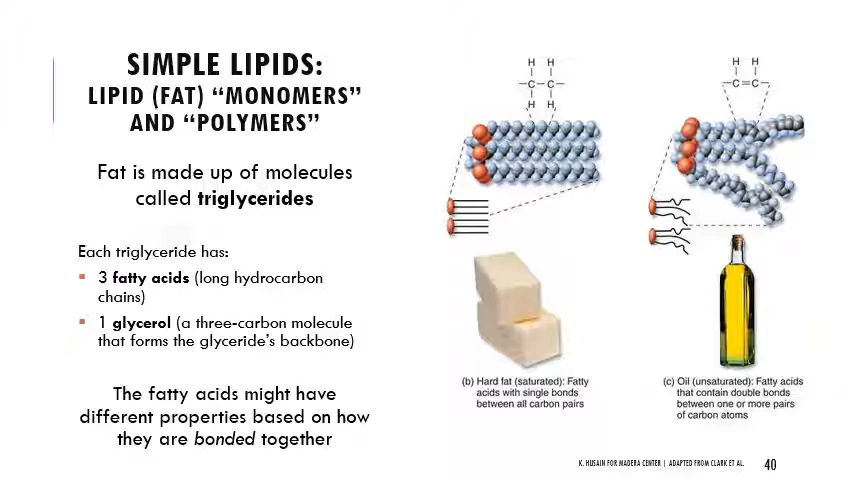 SIMPLE LIPIDS:
LIPID (FAT) “MONOMERS”
AND “POLYMERS”
Fat is made up of molecules
called triglycerides
Each triglyceride has:
▪ 3 fatty acids (long hydrocarbon
chains)
▪ 1 glycerol (a three-carbon molecule
that forms the glyceride’s backbone)
The fatty acids might have
different properties based on how
they are bonded together
H H
–C–C–
H H
(b) Hard fat (saturated): Fatty
acids with single bonds
between all carbon pairs
H H
–C=C–
(c) Oil (unsaturated): Fatty acids
that contain double bonds
between one or more pairs
of carbon atoms
K. HUSAIN FOR MADERA CENTER | ADAPTED FROM CLARK ET AL.
40